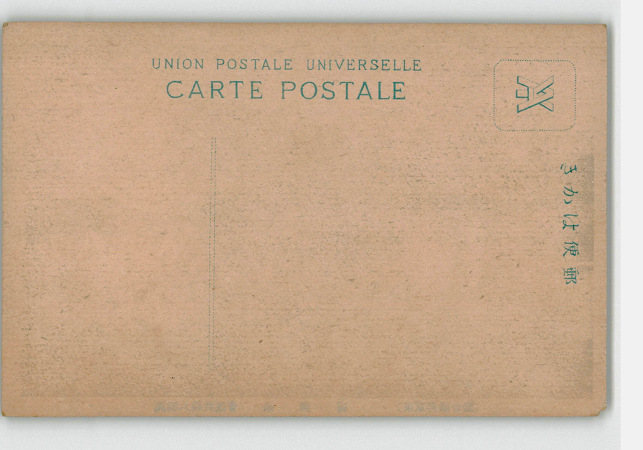 UNION POSTALE UNIVERSELLE
CARTE POSTALE
きかは便郵